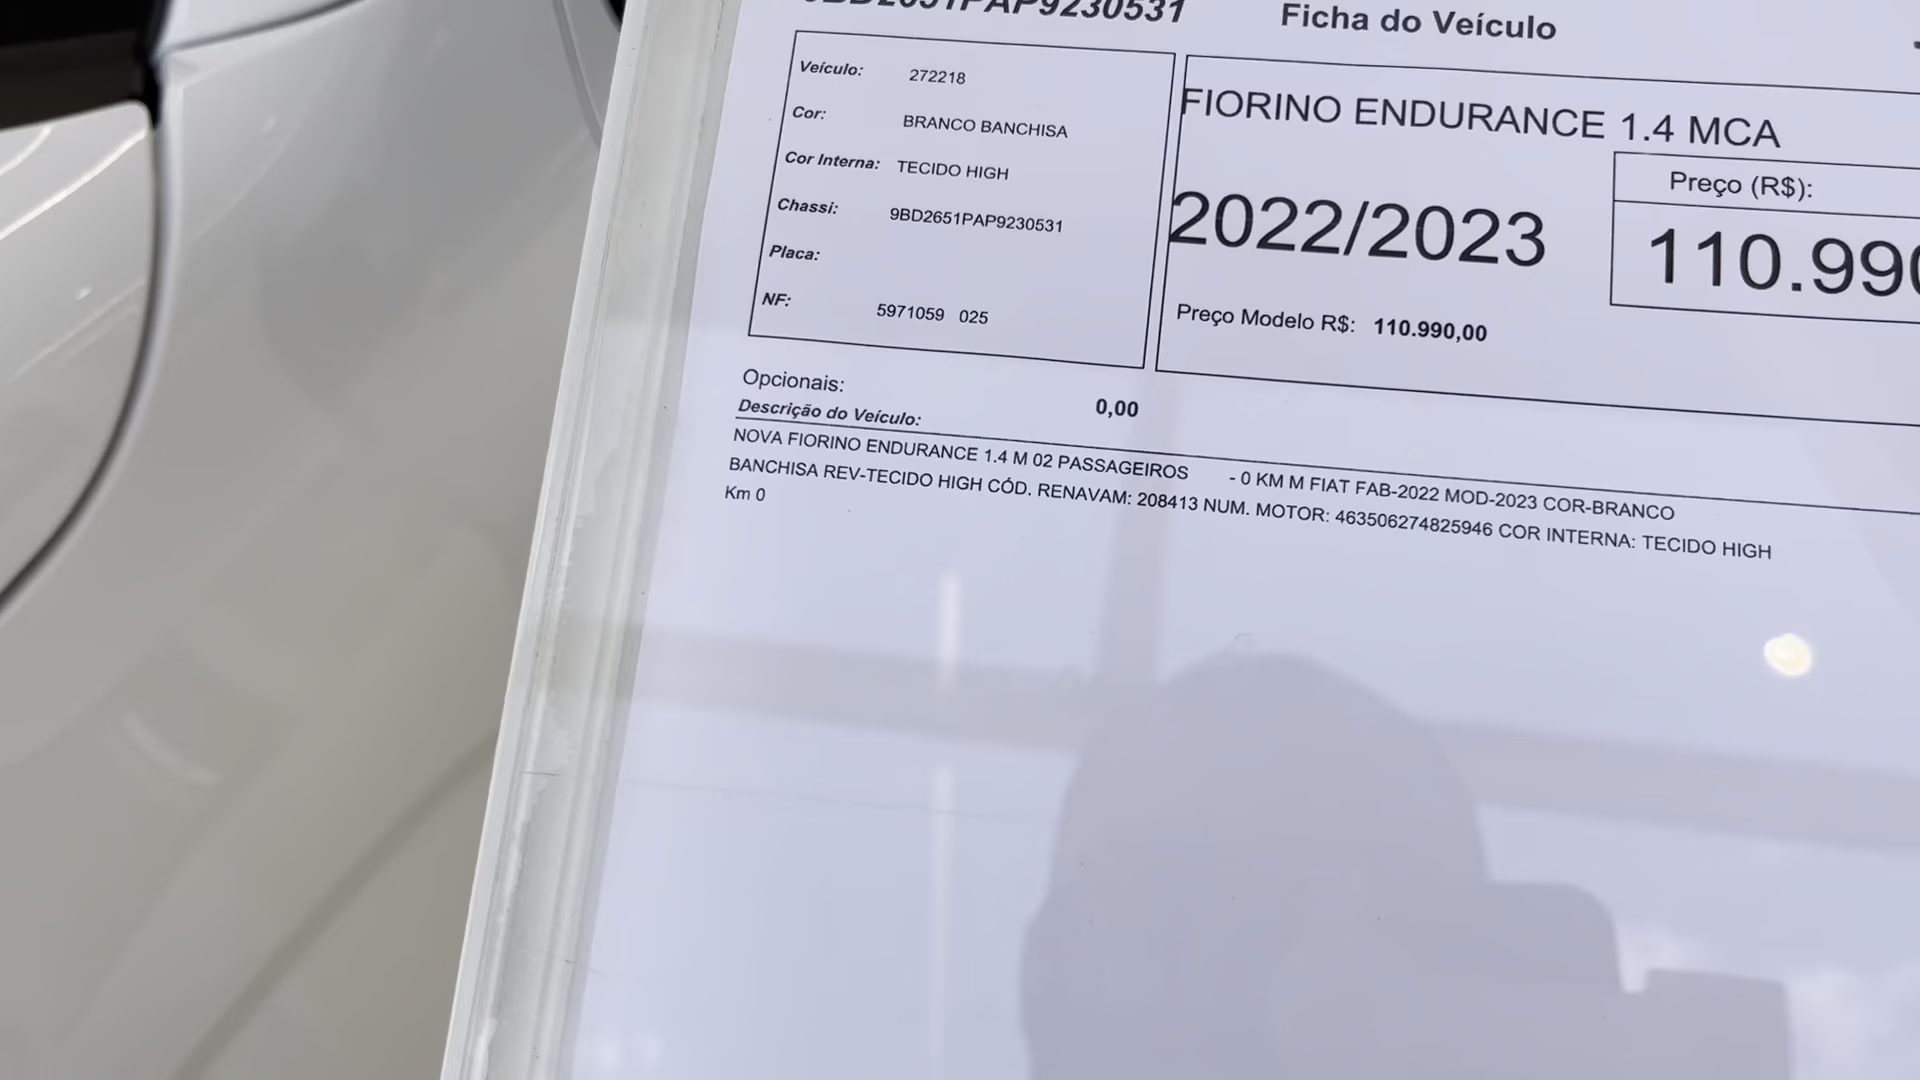 9BD2651PAP9230531 Ficha do Veículo
Veículo: 272218
Cor: BRANCO BANCHISA
Cor Interna: TECIDO HIGH
Chassi: 9BD2651PAP9230531
Placa:
NF: 5971059 025
FIORINO ENDURANCE 1.4 MCA
2022/2023
Preço (R$):
110.990
Preço Modelo R$: 110.990,00
Opcionais: 0,00
Descrição do Veículo:
NOVA FIORINO ENDURANCE 1.4 M 02 PASSAGEIROS - 0 KM M FIAT FAB-2022 MOD-2023 COR-BRANCO
BANCHISA REV-TECIDO HIGH CÓD. RENAVAM: 208413 NUM. MOTOR: 463506274825946 COR INTERNA: TECIDO HIGH
Km 0